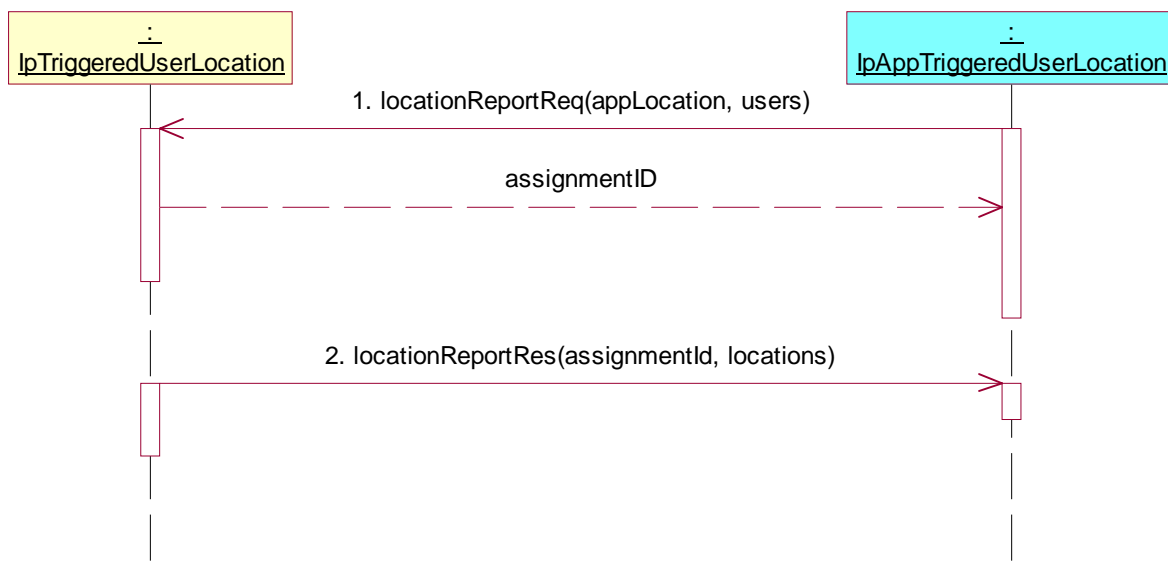 :
IpTriggeredUserLocation
:
IpAppTriggeredUserLocation
1. locationReportReq(appLocation, users)
assignmentID
2. locationReportRes(assignmentId, locations)